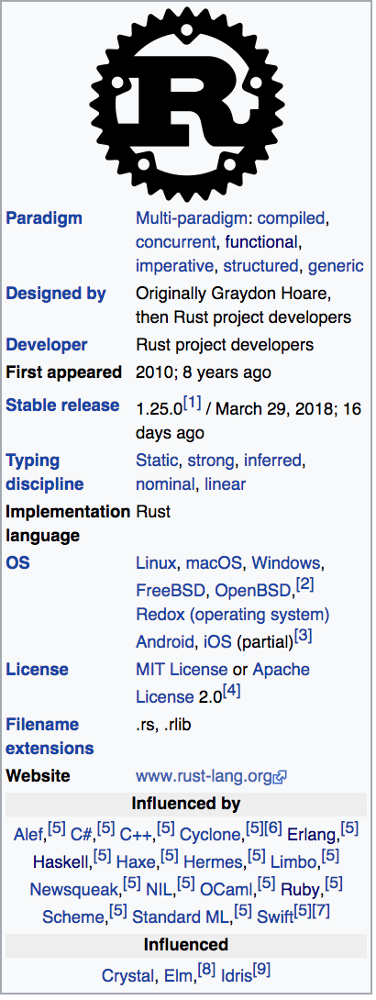 R
Paradigm Multi-paradigm: compiled,
concurrent, functional,
imperative, structured, generic
Designed by Originally Graydon Hoare,
then Rust project developers
Developer Rust project developers
First appeared 2010; 8 years ago
Stable release 1.25.0[1] / March 29, 2018; 16
days ago
Typing Static, strong, inferred,
discipline nominal, linear
Implementation Rust
language
OS Linux, macOS, Windows,
FreeBSD, OpenBSD,[2]
Redox (operating system)
Android, iOS (partial)[3]
License MIT License or Apache
License 2.0[4]
Filename .rs, .rlib
extensions
Website www.rust-lang.org
Influenced by
Alef,[5] C#,[5] C++,[5] Cyclone,[5][6] Erlang,[5]
Haskell,[5] Haxe,[5] Hermes,[5] Limbo,[5]
Newsqueak,[5] NIL,[5] OCaml,[5] Ruby,[5]
Scheme,[5] Standard ML,[5] Swift[5][7]
Influenced
Crystal, Elm,[8] Idris[9]